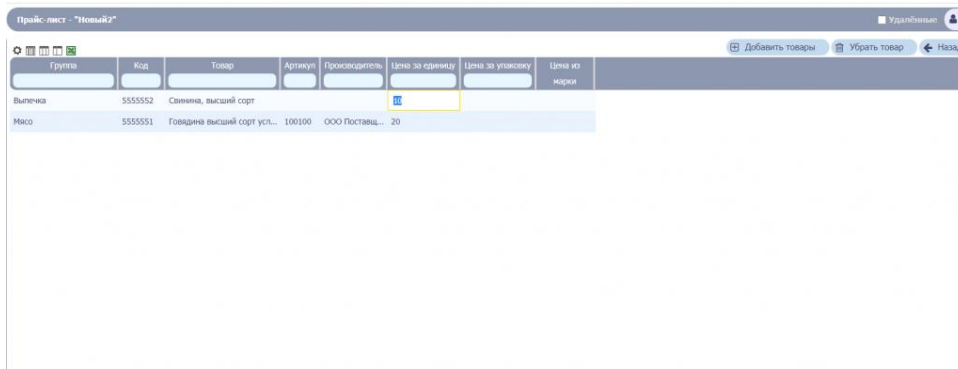 Прайс-лист - "Новый2"
Удалённые
Добавить товары Убрать товар Наза
Группа Код Товар Артикул Производитель Цена за единицу Цена за упаковку Цена из марки
Выпечка 5555552 Свинина, высший сорт 10
Мясо 5555551 Говядина высший сорт усл... 100100 ООО Поставщ... 20